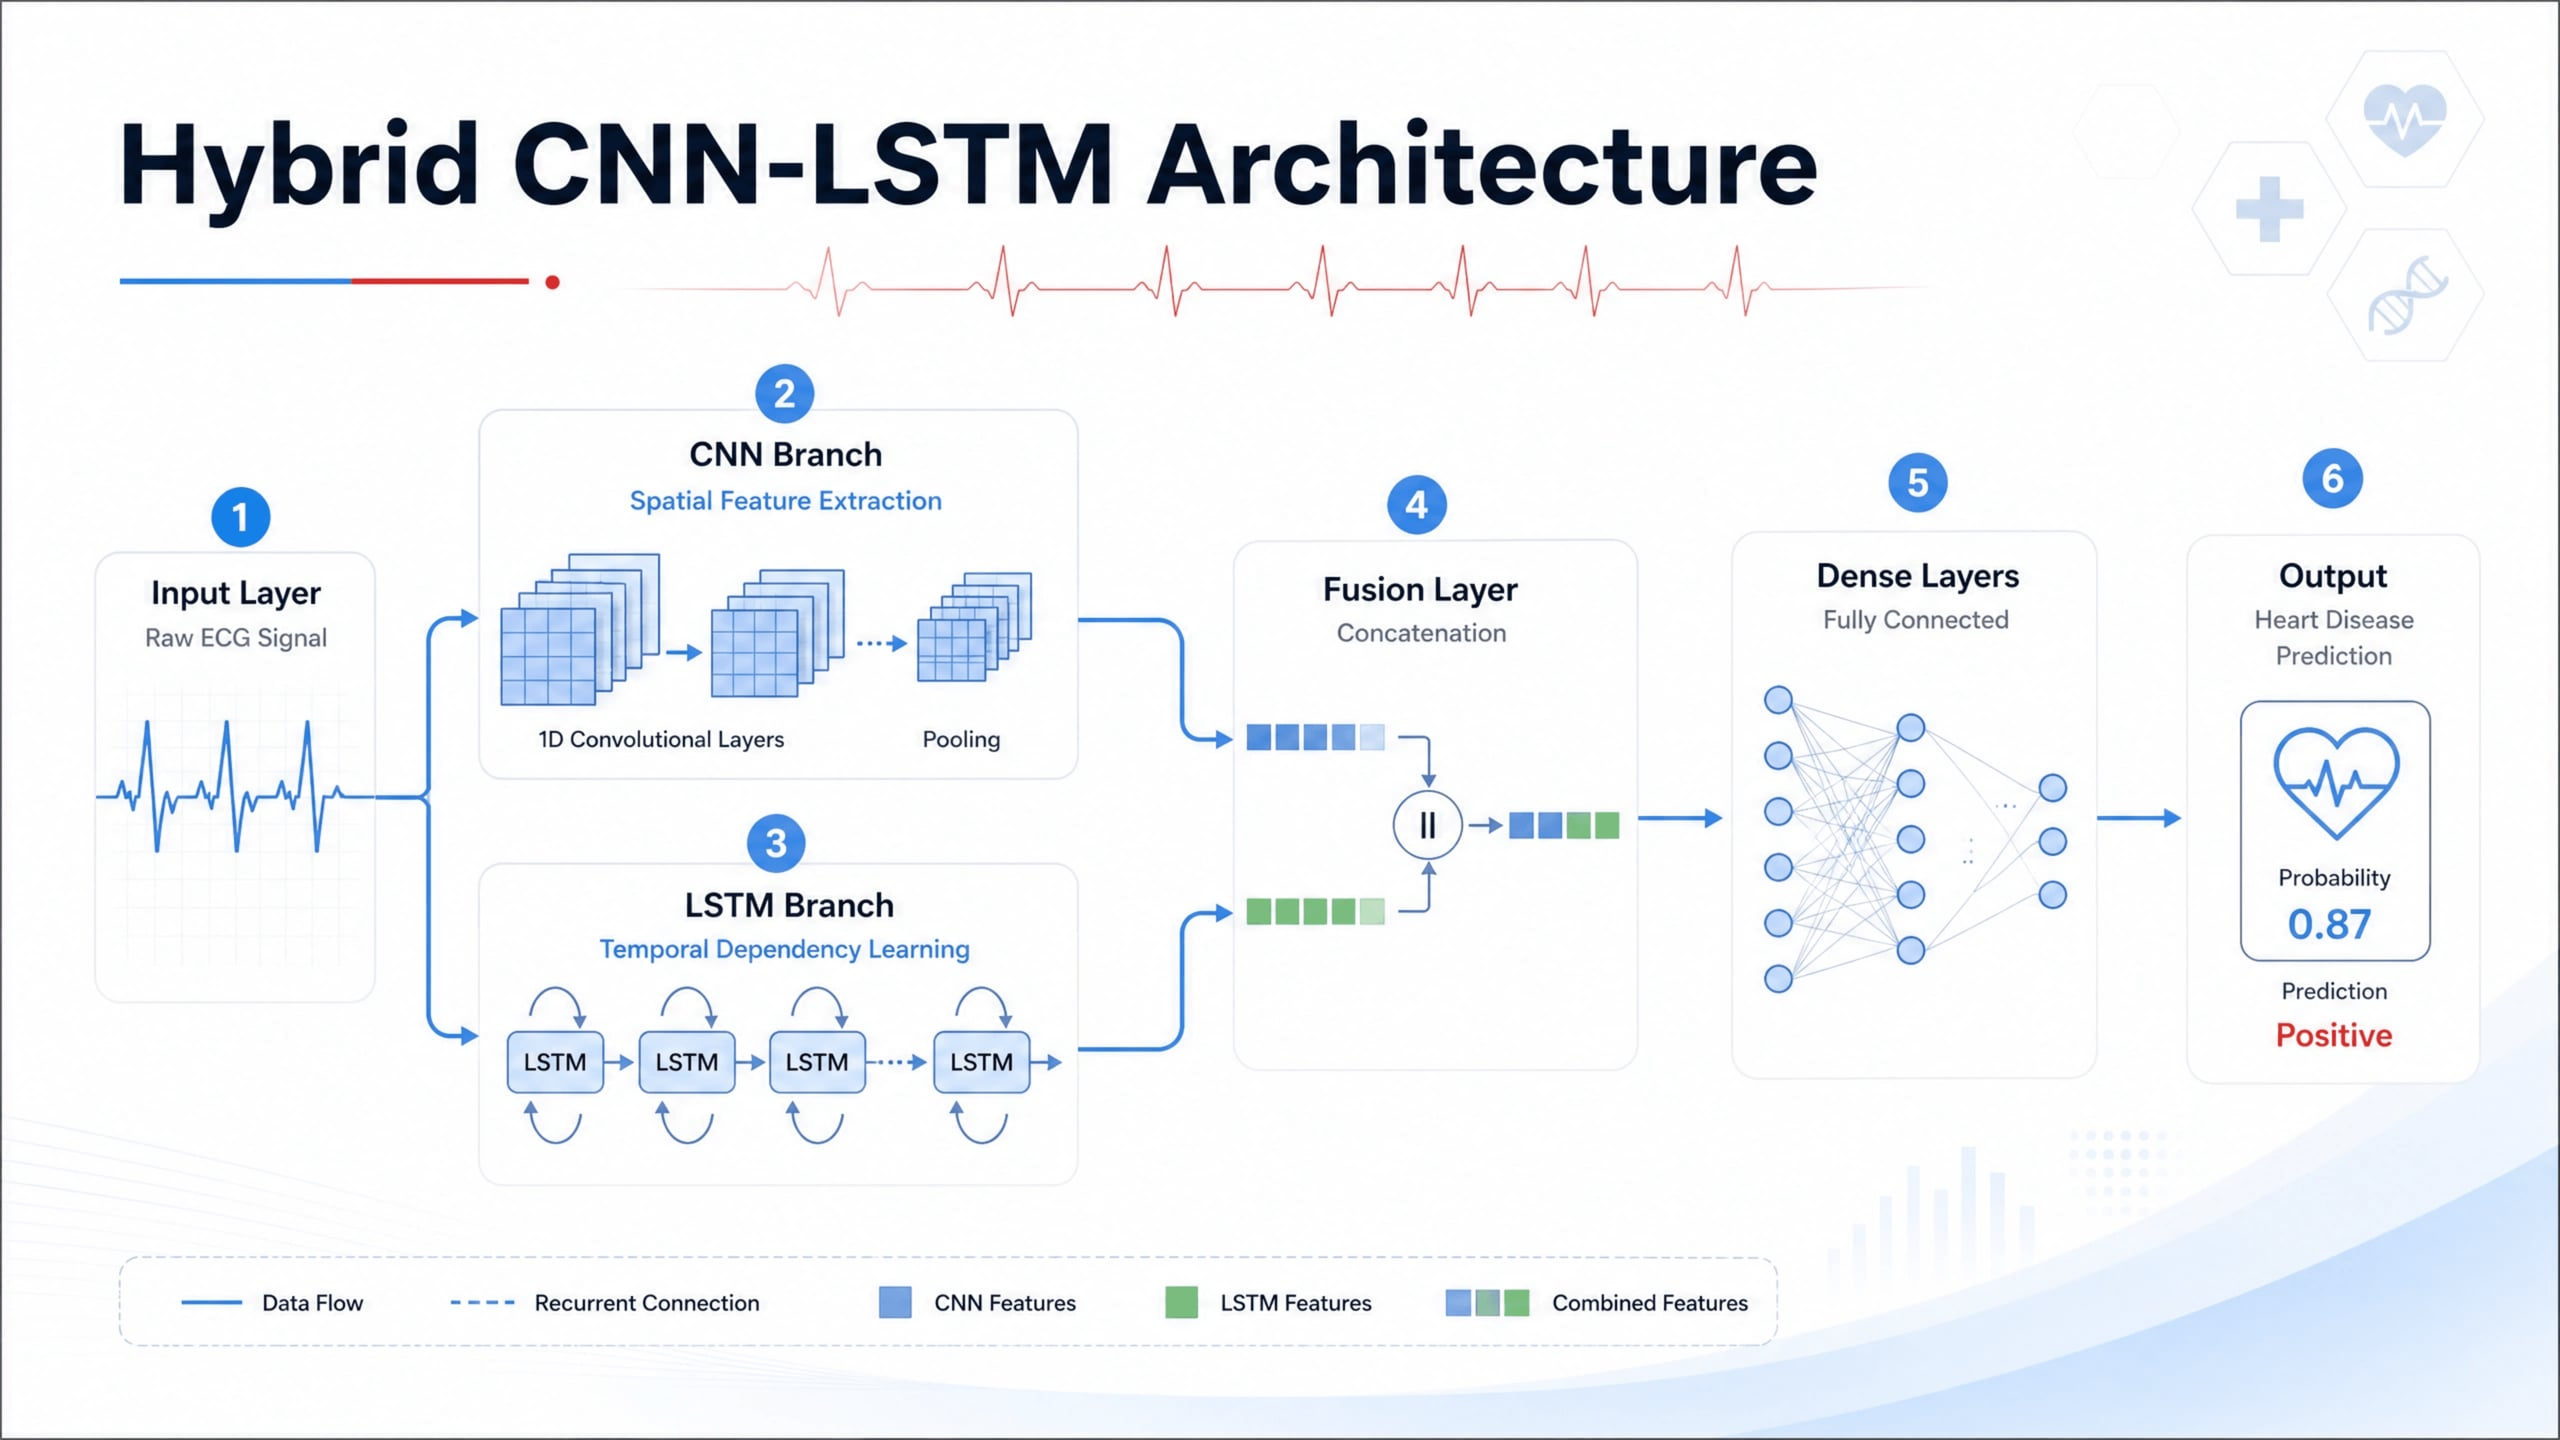 Hybrid CNN-LSTM Architecture
1
Input Layer
Raw ECG Signal
2
CNN Branch
Spatial Feature Extraction
1D Convolutional Layers
Pooling
3
LSTM Branch
Temporal Dependency Learning
LSTM LSTM LSTM LSTM
4
Fusion Layer
Concatenation
||
5
Dense Layers
Fully Connected
6
Output
Heart Disease
Prediction
Probability
0.87
Prediction
Positive
Data Flow
Recurrent Connection
CNN Features
LSTM Features
Combined Features